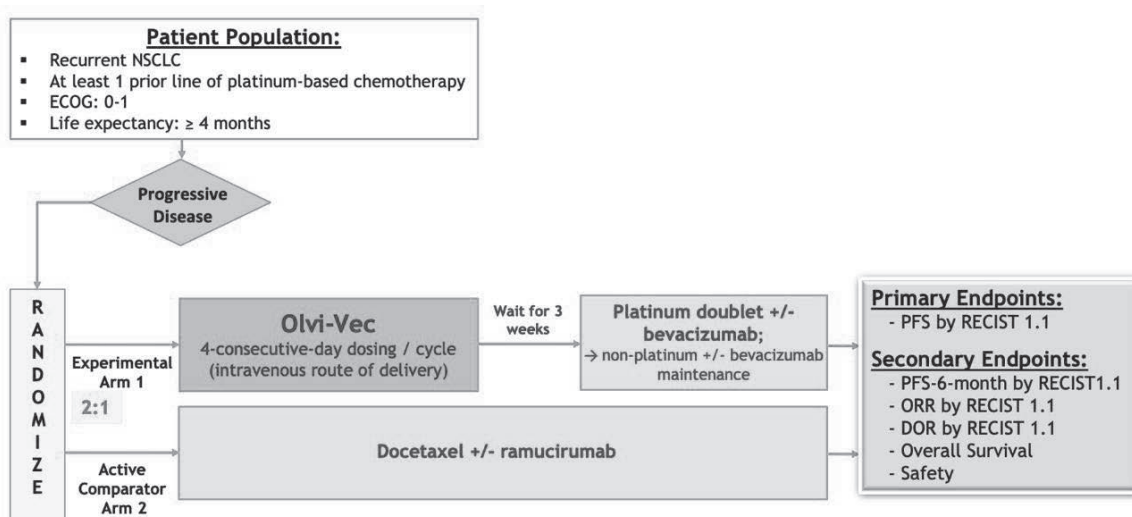 Patient Population:
▪ Recurrent NSCLC
▪ At least 1 prior line of platinum-based chemotherapy
▪ ECOG: 0-1
▪ Life expectancy: ≥ 4 months
Progressive
Disease
R
A
N
D
O
M
I
Z
E
Experimental
Arm 1
2:1
Active
Comparator
Arm 2
Olvi-Vec
4-consecutive-day dosing / cycle
(intravenous route of delivery)
Wait for 3
weeks
Platinum doublet +/-
bevacizumab;
→ non-platinum +/- bevacizumab
maintenance
Docetaxel +/- ramucirumab
Primary Endpoints:
- PFS by RECIST 1.1
Secondary Endpoints:
- PFS-6-month by RECIST1.1
- ORR by RECIST 1.1
- DOR by RECIST 1.1
- Overall Survival
- Safety